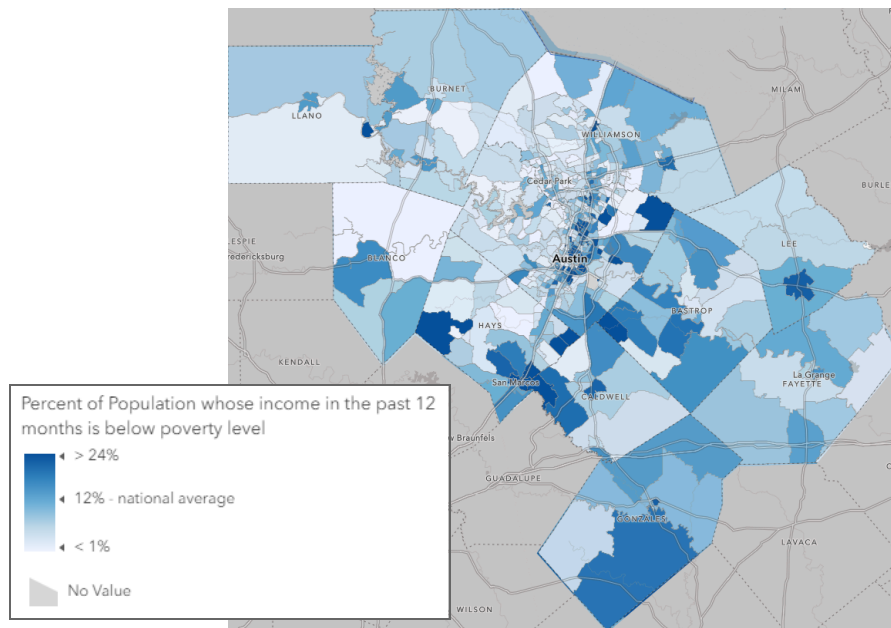 BURNET
MILAM
LLANO
WILLIAMSON
Cedar Park
BURLE
LEE
LESPIE
Fredericksburg
BLANCO
Austin
BASTROP
HAYS
KENDALL
La Grange
FAYETTE
San Marcos
CALDWELL
Percent of Population whose income in the past 12
months is below poverty level
> 24%
12% - national average
< 1%
No Value
w Braunfels
GUADALUPE
GONZALES
LAVACA
WILSON